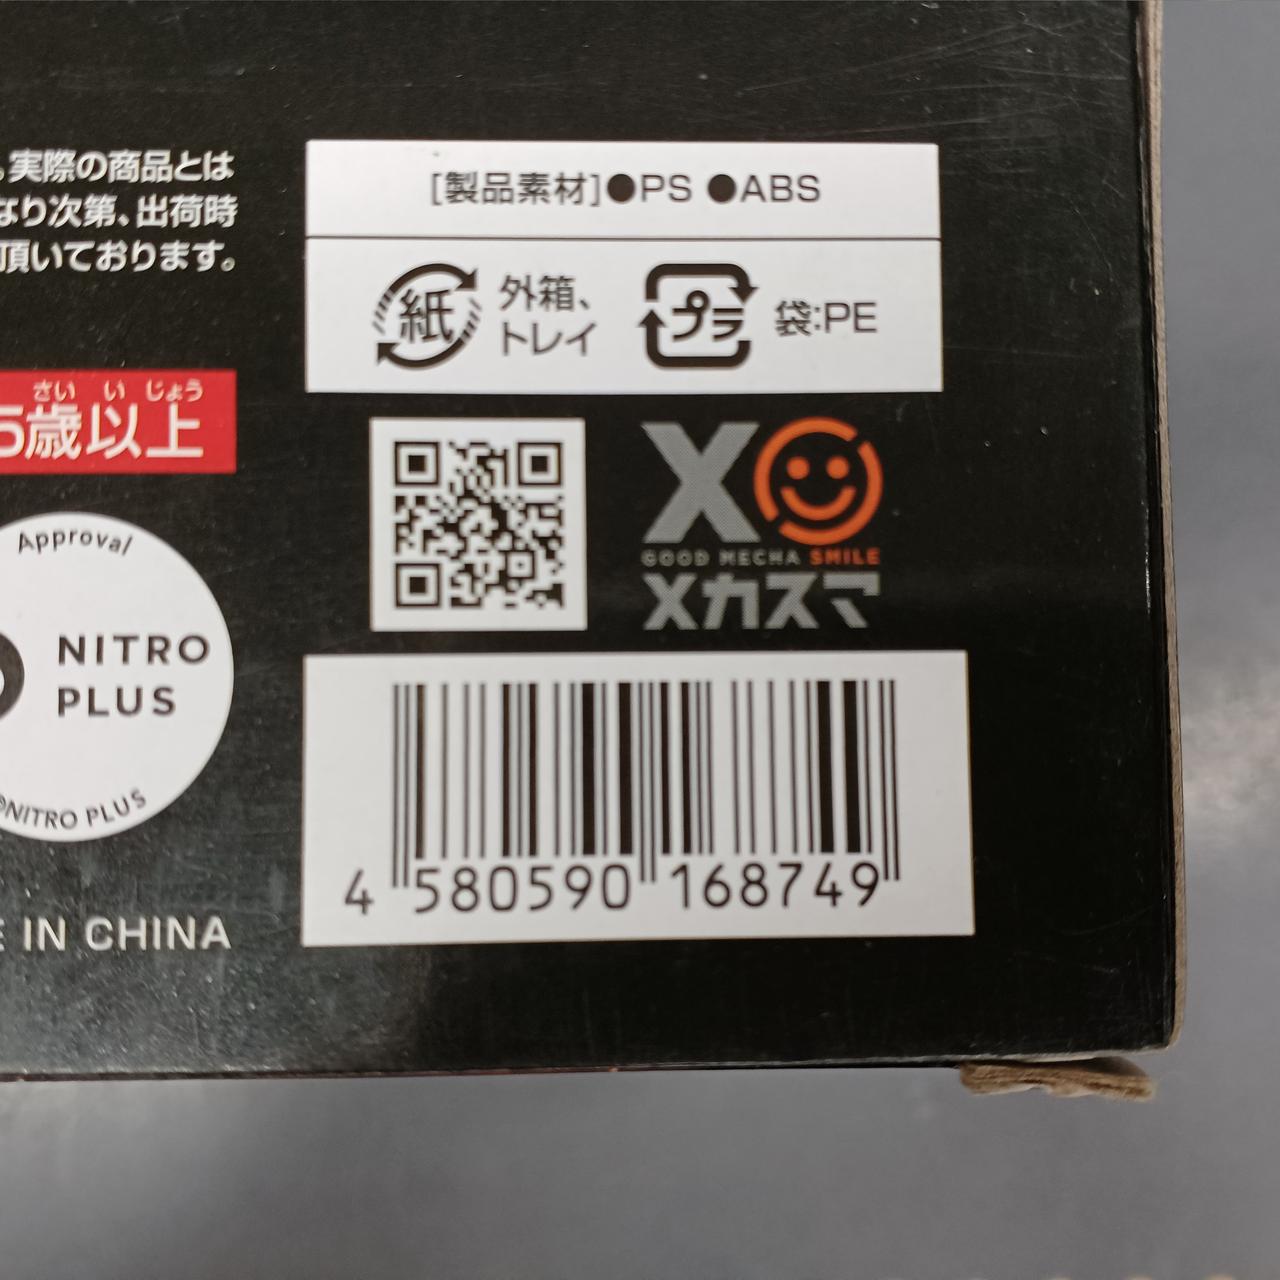 。実際の商品とは
なり次第、出荷時
頂いております。
[製品素材]●PS ●ABS
紙
外箱、
トレイ
プラ
袋:PE
さい い じょう
5歳以上
GOOD MECHA SMILE
メカスマ
Approval
NITRO
PLUS
©NITRO PLUS
4 580590 168749
E IN CHINA